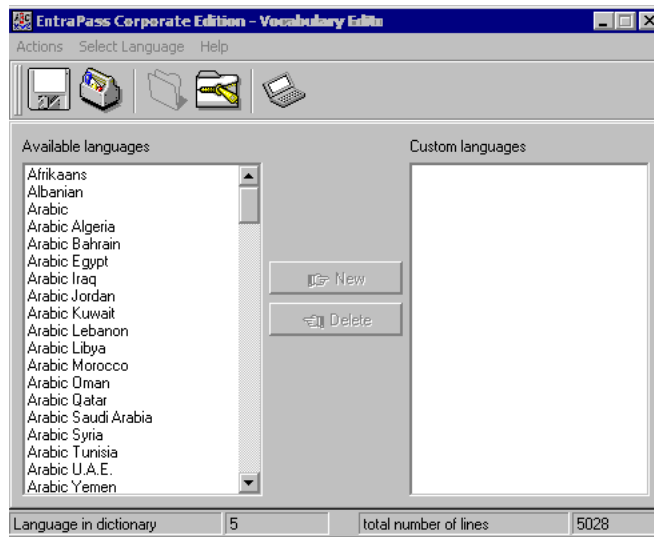 EntraPass Corporate Edition - Vocabulary
Actions Select Language Help
Available languages
Custom languages
Afrikaans
Albanian
Arabic
Arabic Algeria
Arabic Bahrain
Arabic Egypt
Arabic Iraq
Arabic Jordan
Arabic Kuwait
Arabic Lebanon
Arabic Libya
Arabic Morocco
Arabic Oman
Arabic Qatar
Arabic Saudi Arabia
Arabic Syria
Arabic Tunisia
Arabic U.A.E.
Arabic Yemen
New
Delete
Language in dictionary 5 total number of lines 5028